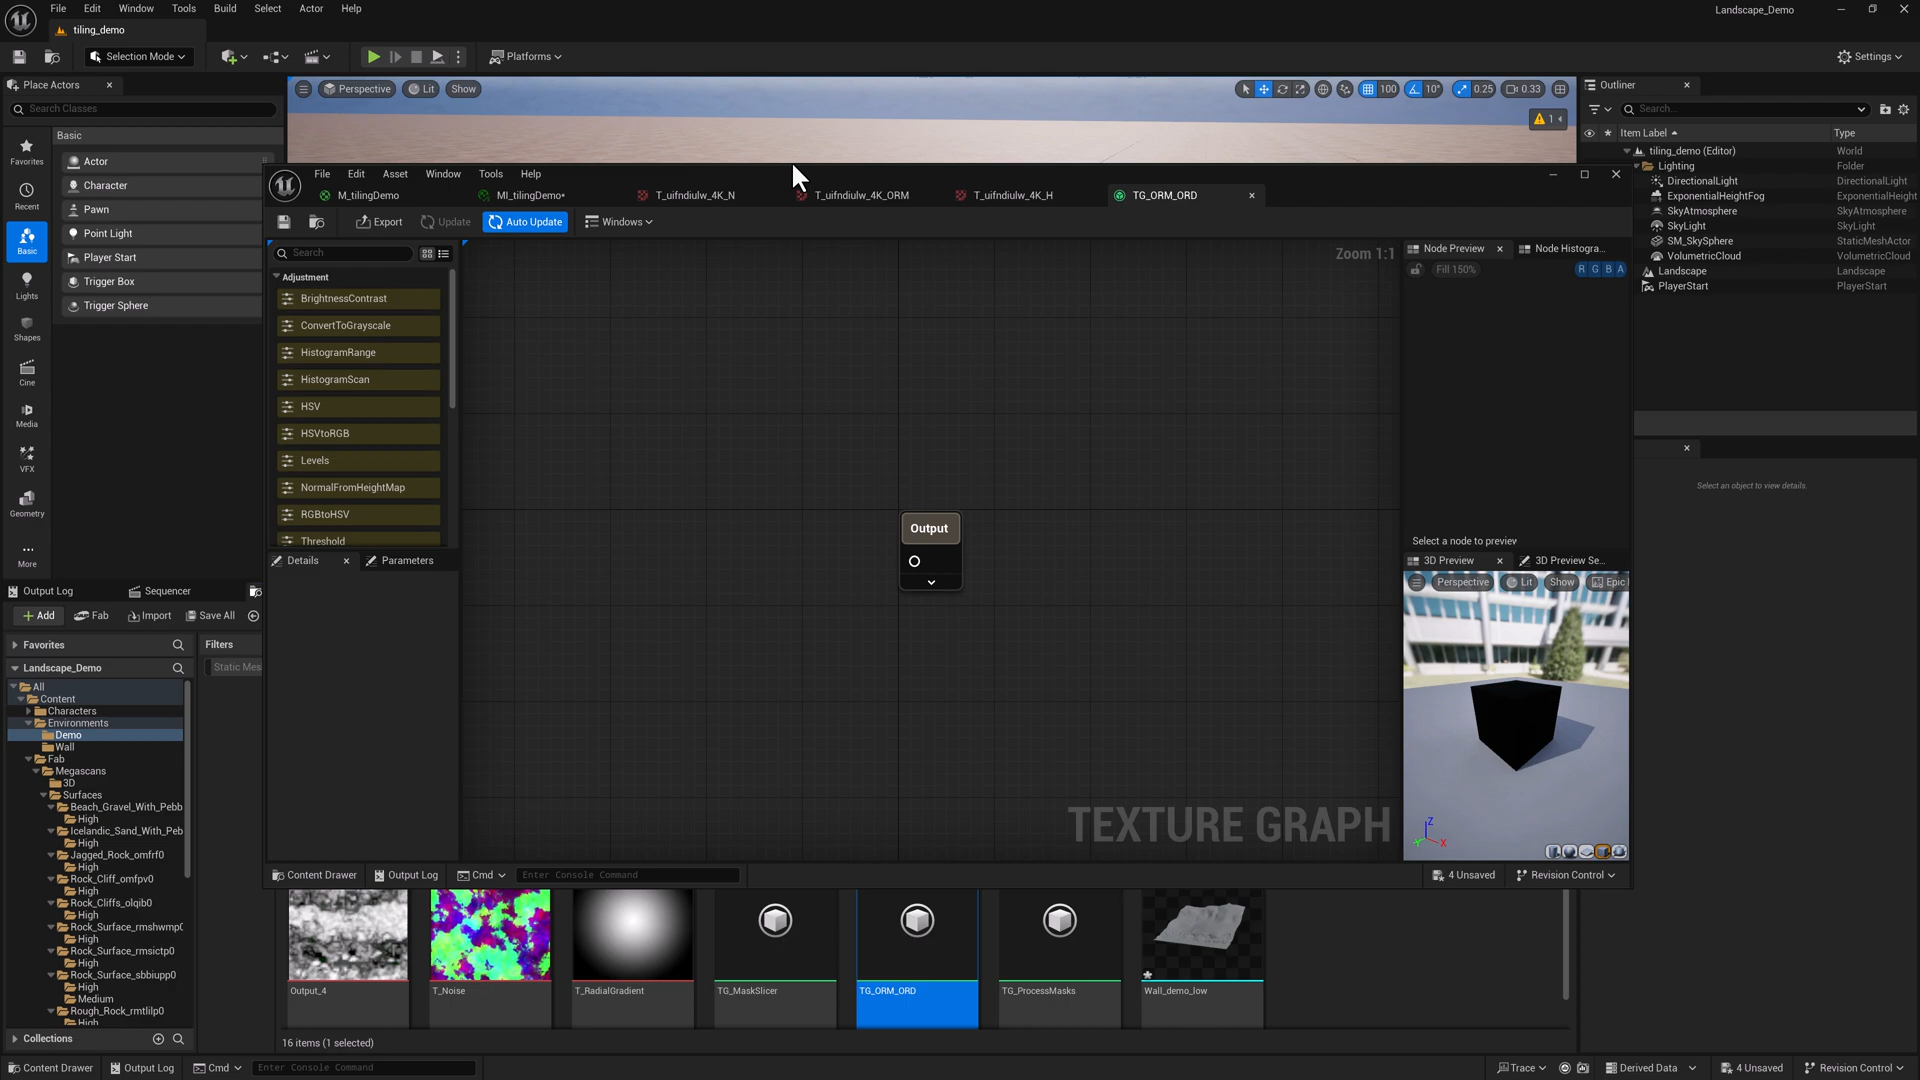 File Edit Window Tools Build Select Actor Help
Landscape_Demo
tiling_demo
Selection Mode
Platforms
Settings
Place Actors
Search Classes
Basic
Favorites
Recent
Basic
Lights
Shapes
Cine
Media
VFX
Geometry
More
Actor
Character
Pawn
Point Light
Player Start
Trigger Box
Trigger Sphere
Perspective Lit Show
100 10° 0.25 0.33
1
Outliner
Search...
Item Label Type
tiling_demo (Editor) World
Lighting Folder
DirectionalLight DirectionalLight
ExponentialHeightFog ExponentialHeight
SkyAtmosphere SkyAtmosphere
SkyLight SkyLight
SM_SkySphere StaticMeshActor
VolumetricCloud VolumetricCloud
Landscape Landscape
PlayerStart PlayerStart
Select an object to view details.
File Edit Asset Window Tools Help
M_tilingDemo
MI_tilingDemo*
T_uifndiulw_4K_N
T_uifndiulw_4K_ORM
T_uifndiulw_4K_H
TG_ORM_ORD
Export Update Auto Update Windows
Search
Adjustment
BrightnessContrast
ConvertToGrayscale
HistogramRange
HistogramScan
HSV
HSVtoRGB
Levels
NormalFromHeightMap
RGBtoHSV
Threshold
Details Parameters
Zoom 1:1
Output
TEXTURE GRAPH
Node Preview Node Histogra...
Fill 150% R G B A
Select a node to preview
3D Preview 3D Preview Se...
Perspective Lit Show Epic
Z
X
Content Drawer Output Log Cmd Enter Console Command
4 Unsaved Revision Control
Output Log Sequencer
Add Fab Import Save All
Favorites
Landscape_Demo
All
Content
Characters
Environments
Demo
Wall
Fab
Megascans
3D
Surfaces
Beach_Gravel_With_Pebb
High
Icelandic_Sand_With_Peb
High
Jagged_Rock_omfrf0
High
Rock_Cliff_omfpv0
High
Rock_Cliffs_olqib0
High
Rock_Surface_rmshwmp0
High
Rock_Surface_rmsictp0
High
Rock_Surface_sbbiupp0
High
Medium
Rough_Rock_rmtlilp0
High
Collections
Filters
Static Mes
Output_4
T_Noise
T_RadialGradient
TG_MaskSlicer
TG_ORM_ORD
TG_ProcessMasks
Wall_demo_low
16 items (1 selected)
Content Drawer Output Log Cmd Enter Console Command
Trace Derived Data 4 Unsaved Revision Control